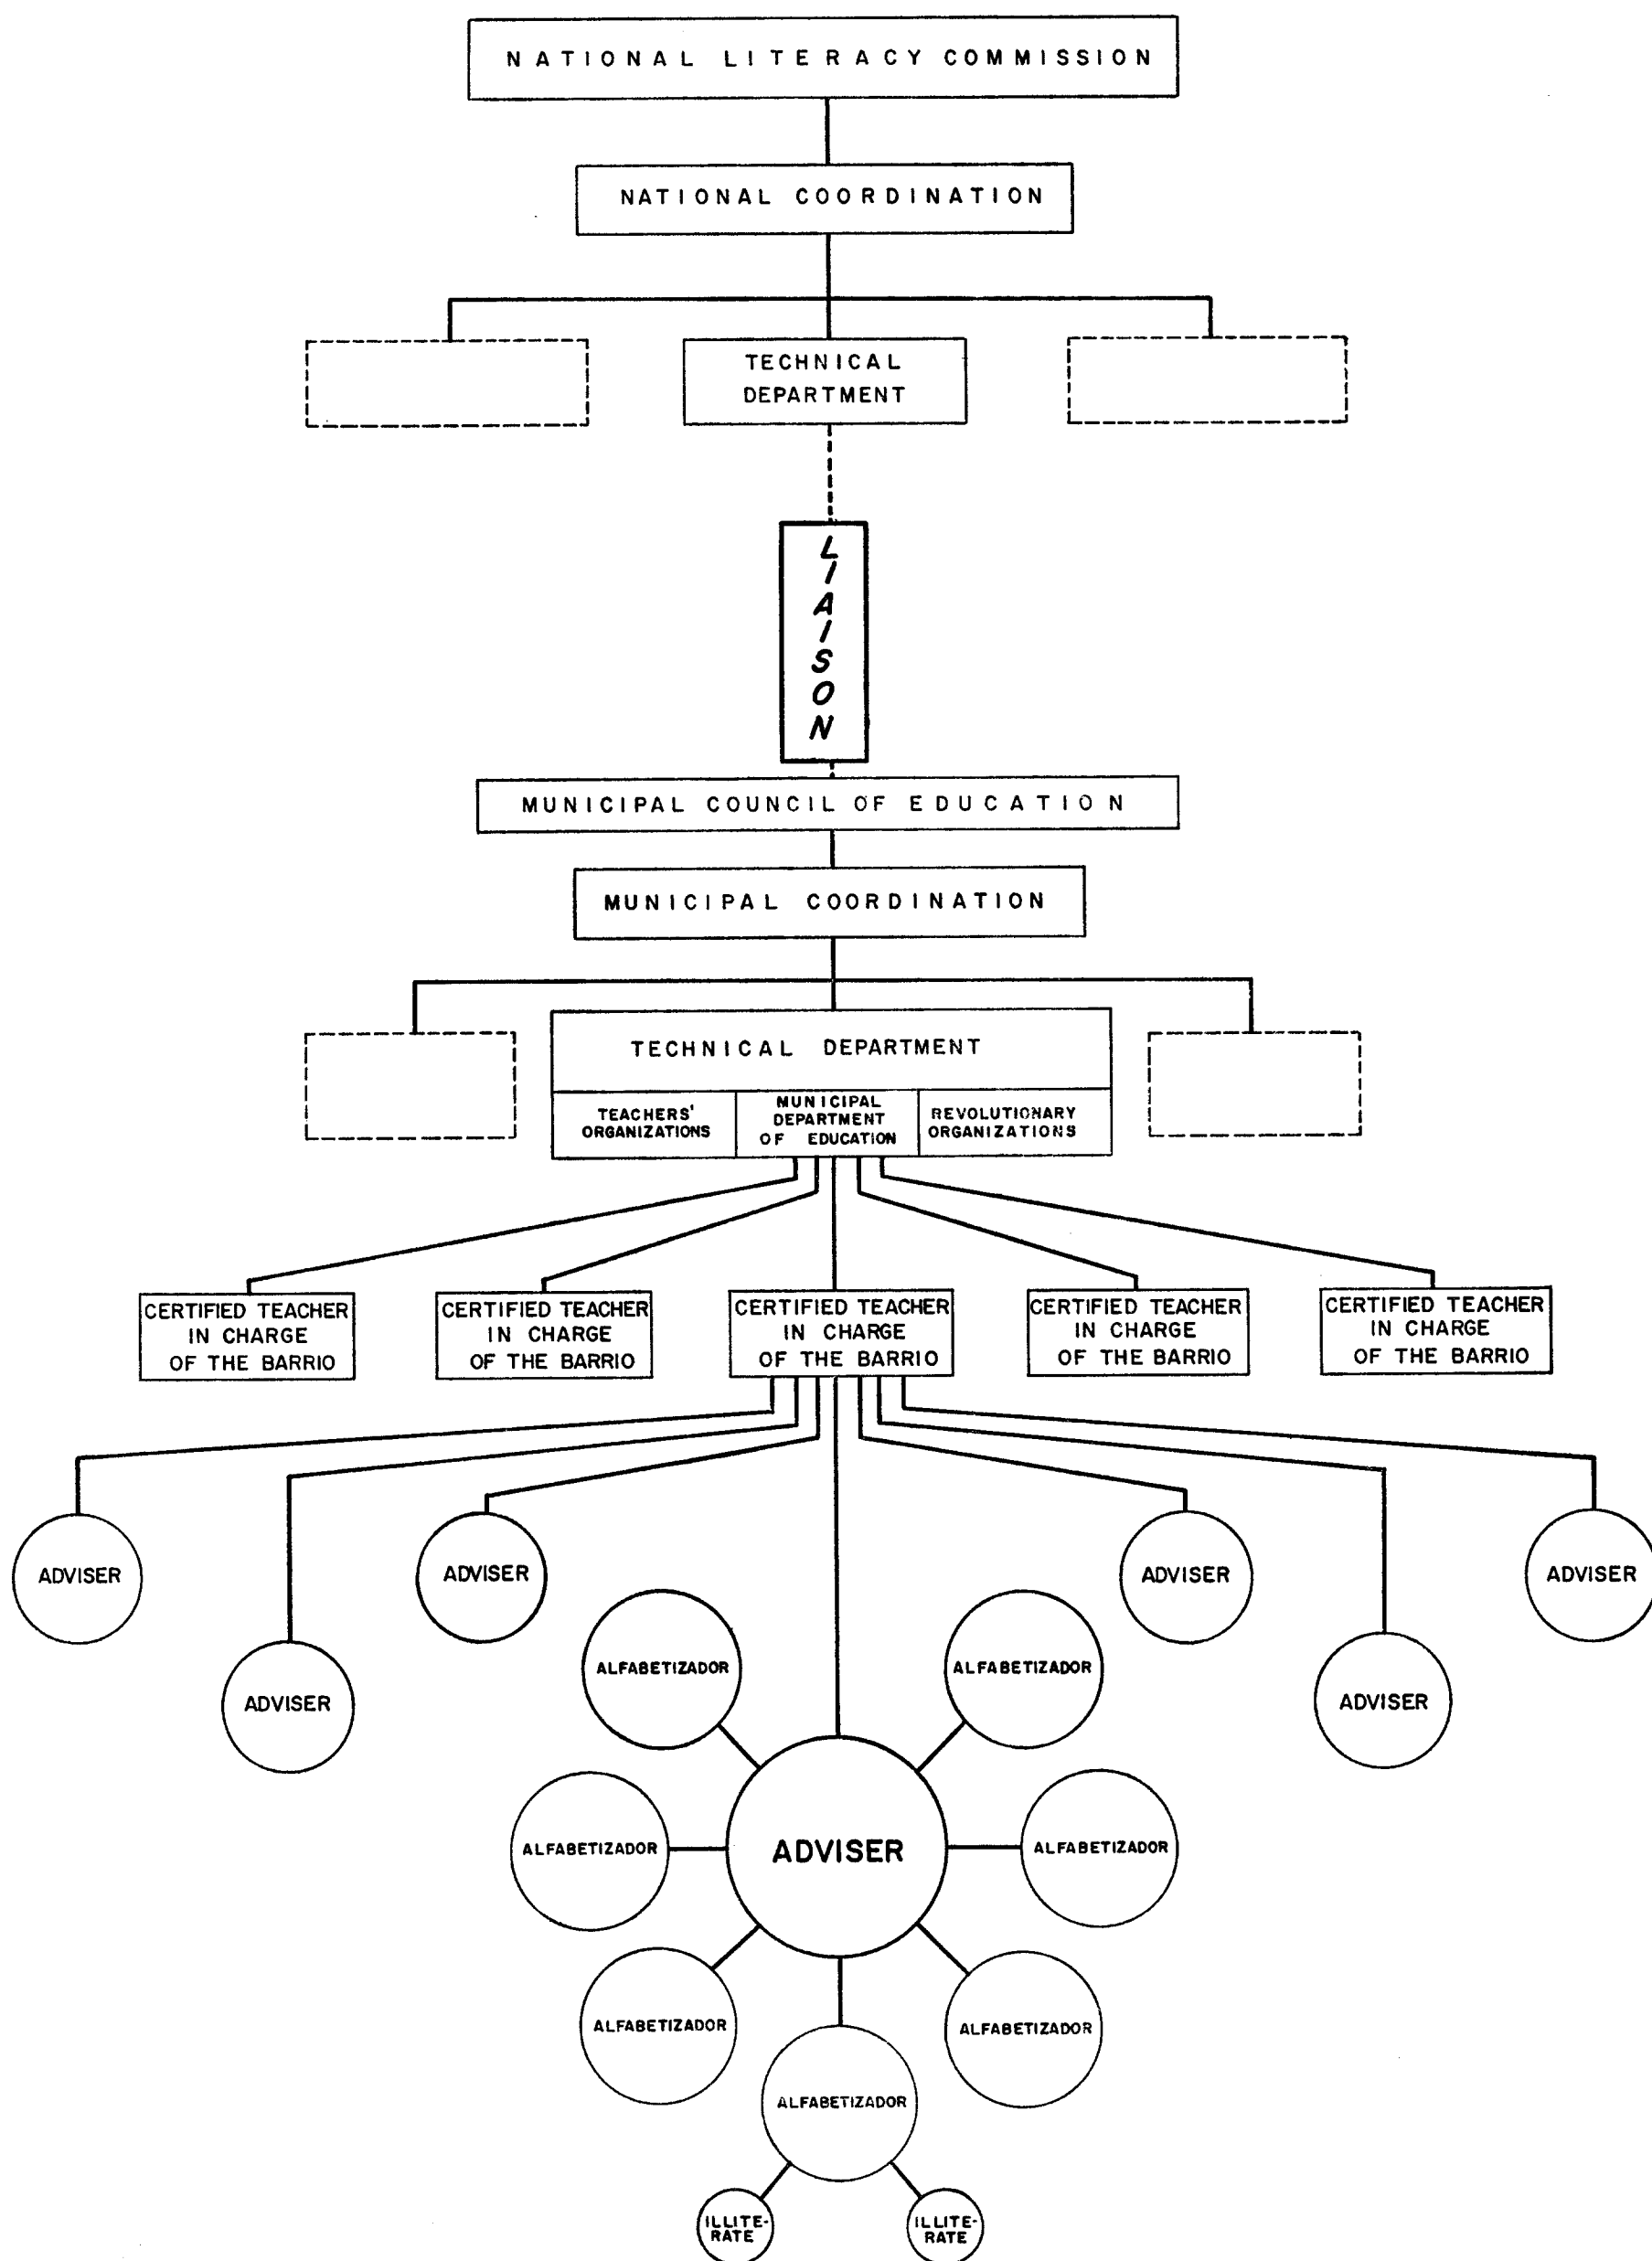 NATIONAL LITERACY COMMISSION
NATIONAL COORDINATION
TECHNICAL
DEPARTMENT
LIAISON
MUNICIPAL COUNCIL OF EDUCATION
MUNICIPAL COORDINATION
TECHNICAL DEPARTMENT
TEACHERS'
ORGANIZATIONS
MUNICIPAL
DEPARTMENT
OF EDUCATION
REVOLUTIONARY
ORGANIZATIONS
CERTIFIED TEACHER
IN CHARGE
OF THE BARRIO
CERTIFIED TEACHER
IN CHARGE
OF THE BARRIO
CERTIFIED TEACHER
IN CHARGE
OF THE BARRIO
CERTIFIED TEACHER
IN CHARGE
OF THE BARRIO
CERTIFIED TEACHER
IN CHARGE
OF THE BARRIO
ADVISER
ADVISER
ADVISER
ADVISER
ADVISER
ADVISER
ALFABETIZADOR
ALFABETIZADOR
ALFABETIZADOR
ADVISER
ALFABETIZADOR
ALFABETIZADOR
ALFABETIZADOR
ALFABETIZADOR
ILLITE-
RATE
ILLITE-
RATE